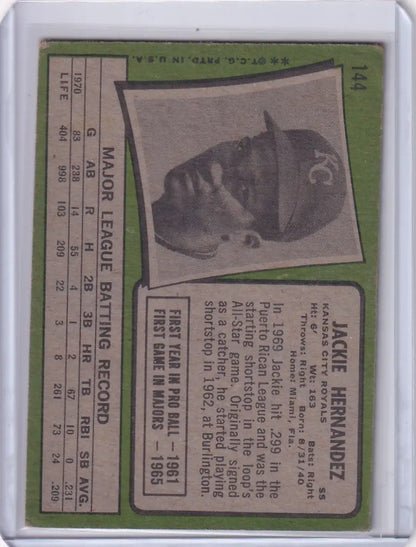 144
**©T.C.G. PRTD. IN U.S.A.
KC
JACKIE HERNANDEZ
SS
KANSAS CITY ROYALS
Ht: 6' Wt: 163 Bats: Right
Throws: Right Born: 8/31/40
Home: Miami, Fla.
In 1969 Jackie hit .299 in the
Puerto Rican League and was the
starting shortstop in the loop's
All-Star game. Originally signed
as a catcher, he started playing
shortstop in 1962, at Burlington.
FIRST YEAR IN PRO BALL — 1961
FIRST GAME IN MAJORS — 1965
MAJOR LEAGUE BATTING RECORD
G AB R H 2B 3B HR TB RBI SB AVG.
1970 83 238 14 55 4 1 2 67 10 0 .231
LIFE 404 998 103 209 22 3 8 261 73 24 .209